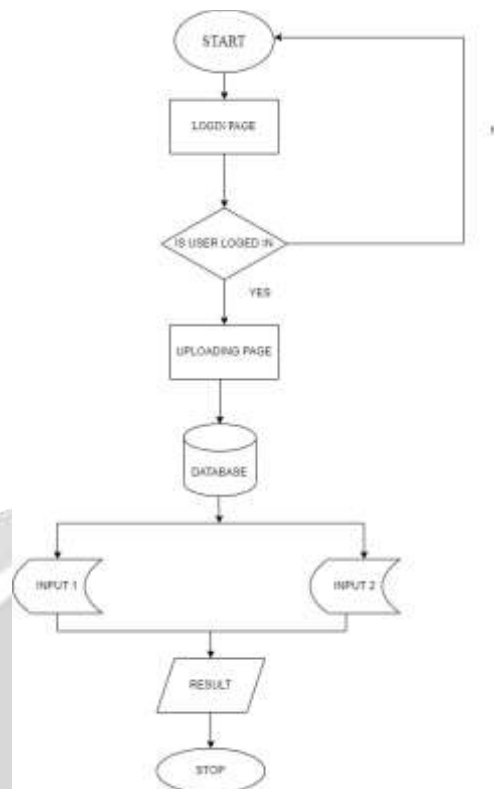 START
LOGIN PAGE
IS USER LOGED IN
YES
UPLOADING PAGE
DATABASE
INPUT 1
INPUT 2
RESULT
STOP